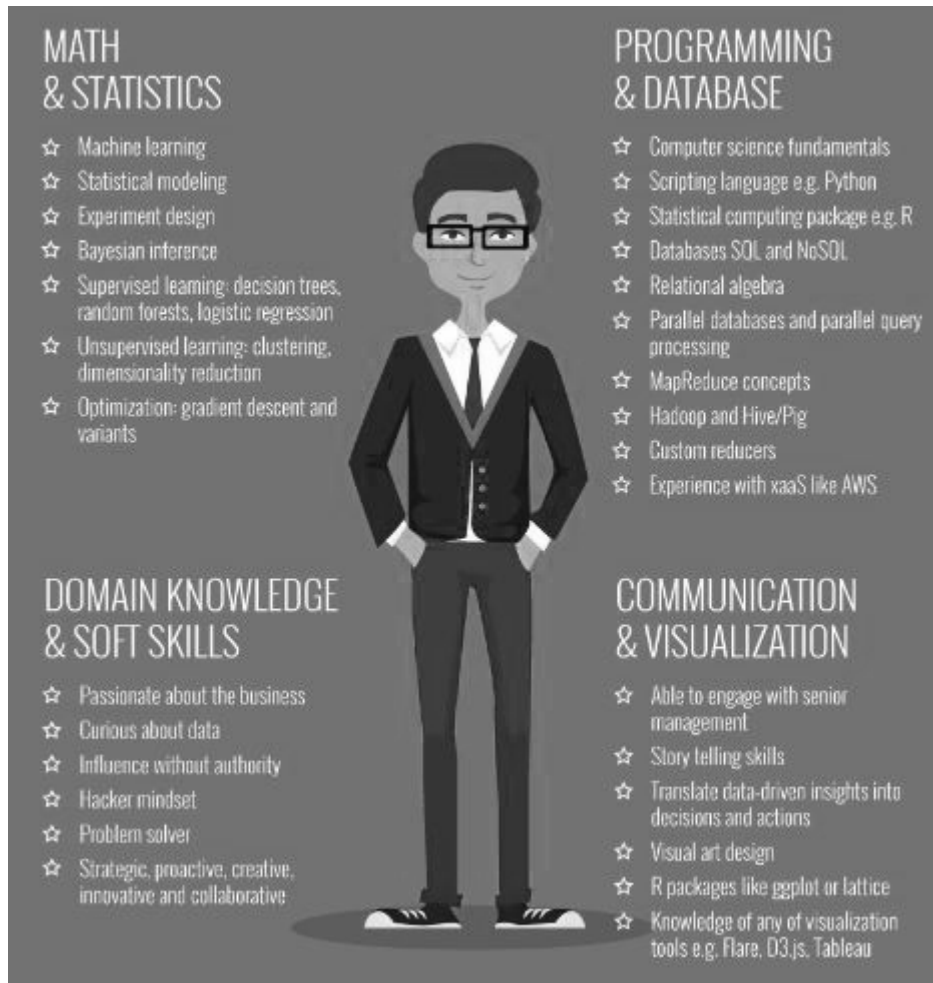 MATH
& STATISTICS
☆ Machine learning
☆ Statistical modeling
☆ Experiment design
☆ Bayesian inference
☆ Supervised learning: decision trees,
random forests, logistic regression
☆ Unsupervised learning: clustering,
dimensionality reduction
☆ Optimization: gradient descent and
variants
PROGRAMMING
& DATABASE
☆ Computer science fundamentals
☆ Scripting language e.g. Python
☆ Statistical computing package e.g. R
☆ Databases SQL and NoSQL
☆ Relational algebra
☆ Parallel databases and parallel query
processing
☆ MapReduce concepts
☆ Hadoop and Hive/Pig
☆ Custom reducers
☆ Experience with xaaS like AWS
DOMAIN KNOWLEDGE
& SOFT SKILLS
☆ Passionate about the business
☆ Curious about data
☆ Influence without authority
☆ Hacker mindset
☆ Problem solver
☆ Strategic, proactive, creative,
innovative and collaborative
COMMUNICATION
& VISUALIZATION
☆ Able to engage with senior
management
☆ Story telling skills
☆ Translate data-driven insights into
decisions and actions
☆ Visual art design
☆ R packages like ggplot or lattice
☆ Knowledge of any of visualization
tools e.g. Flare, D3.js, Tableau